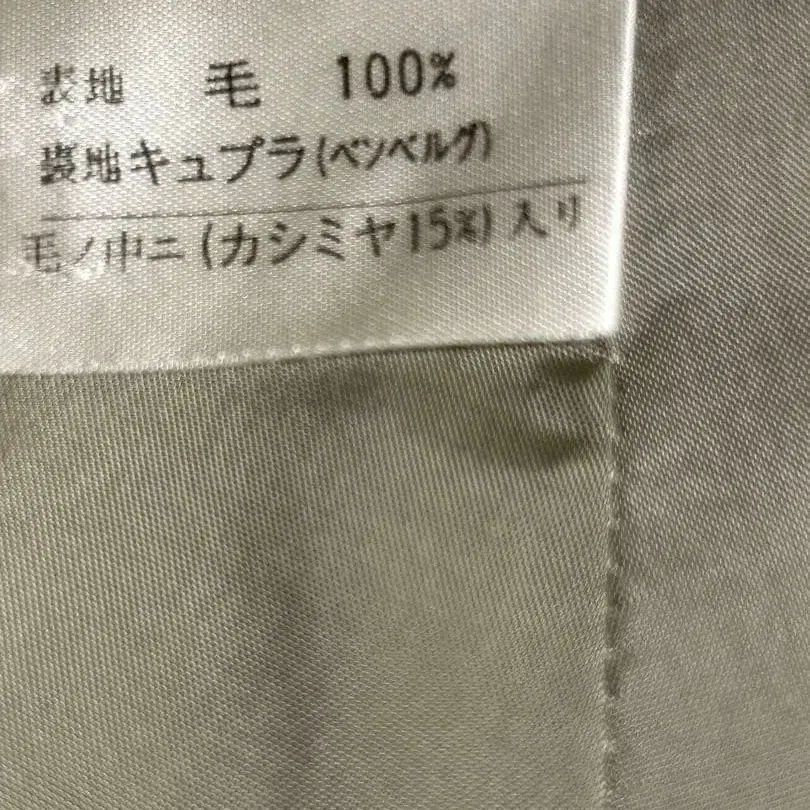 表地 毛 100%
裏地キュプラ(ベンベルグ)
毛ノ中ニ(カシミヤ15%)入リ